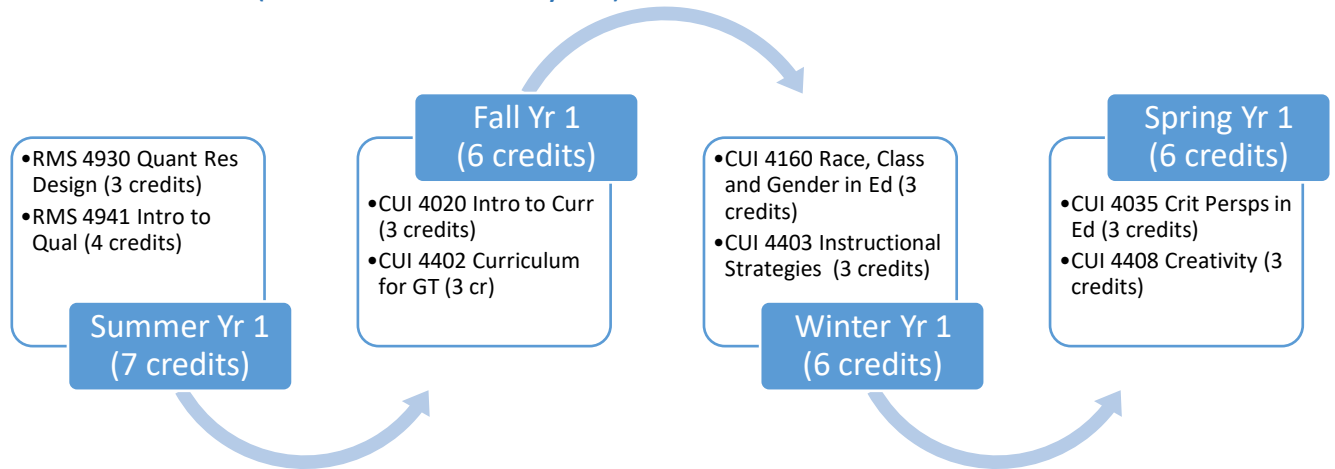 Fall Yr 1
(6 credits)
Spring Yr 1
(6 credits)
•RMS 4930 Quant Res
Design (3 credits)
•RMS 4941 Intro to
Qual (4 credits)
Summer Yr 1
(7 credits)
•CUI 4020 Intro to Curr
(3 credits)
•CUI 4402 Curriculum
for GT (3 cr)
•CUI 4160 Race, Class
and Gender in Ed (3
credits)
•CUI 4403 Instructional
Strategies  (3 credits)
Winter Yr 1
(6 credits)
•CUI 4035 Crit Persps in
Ed (3 credits)
•CUI 4408 Creativity (3
credits)